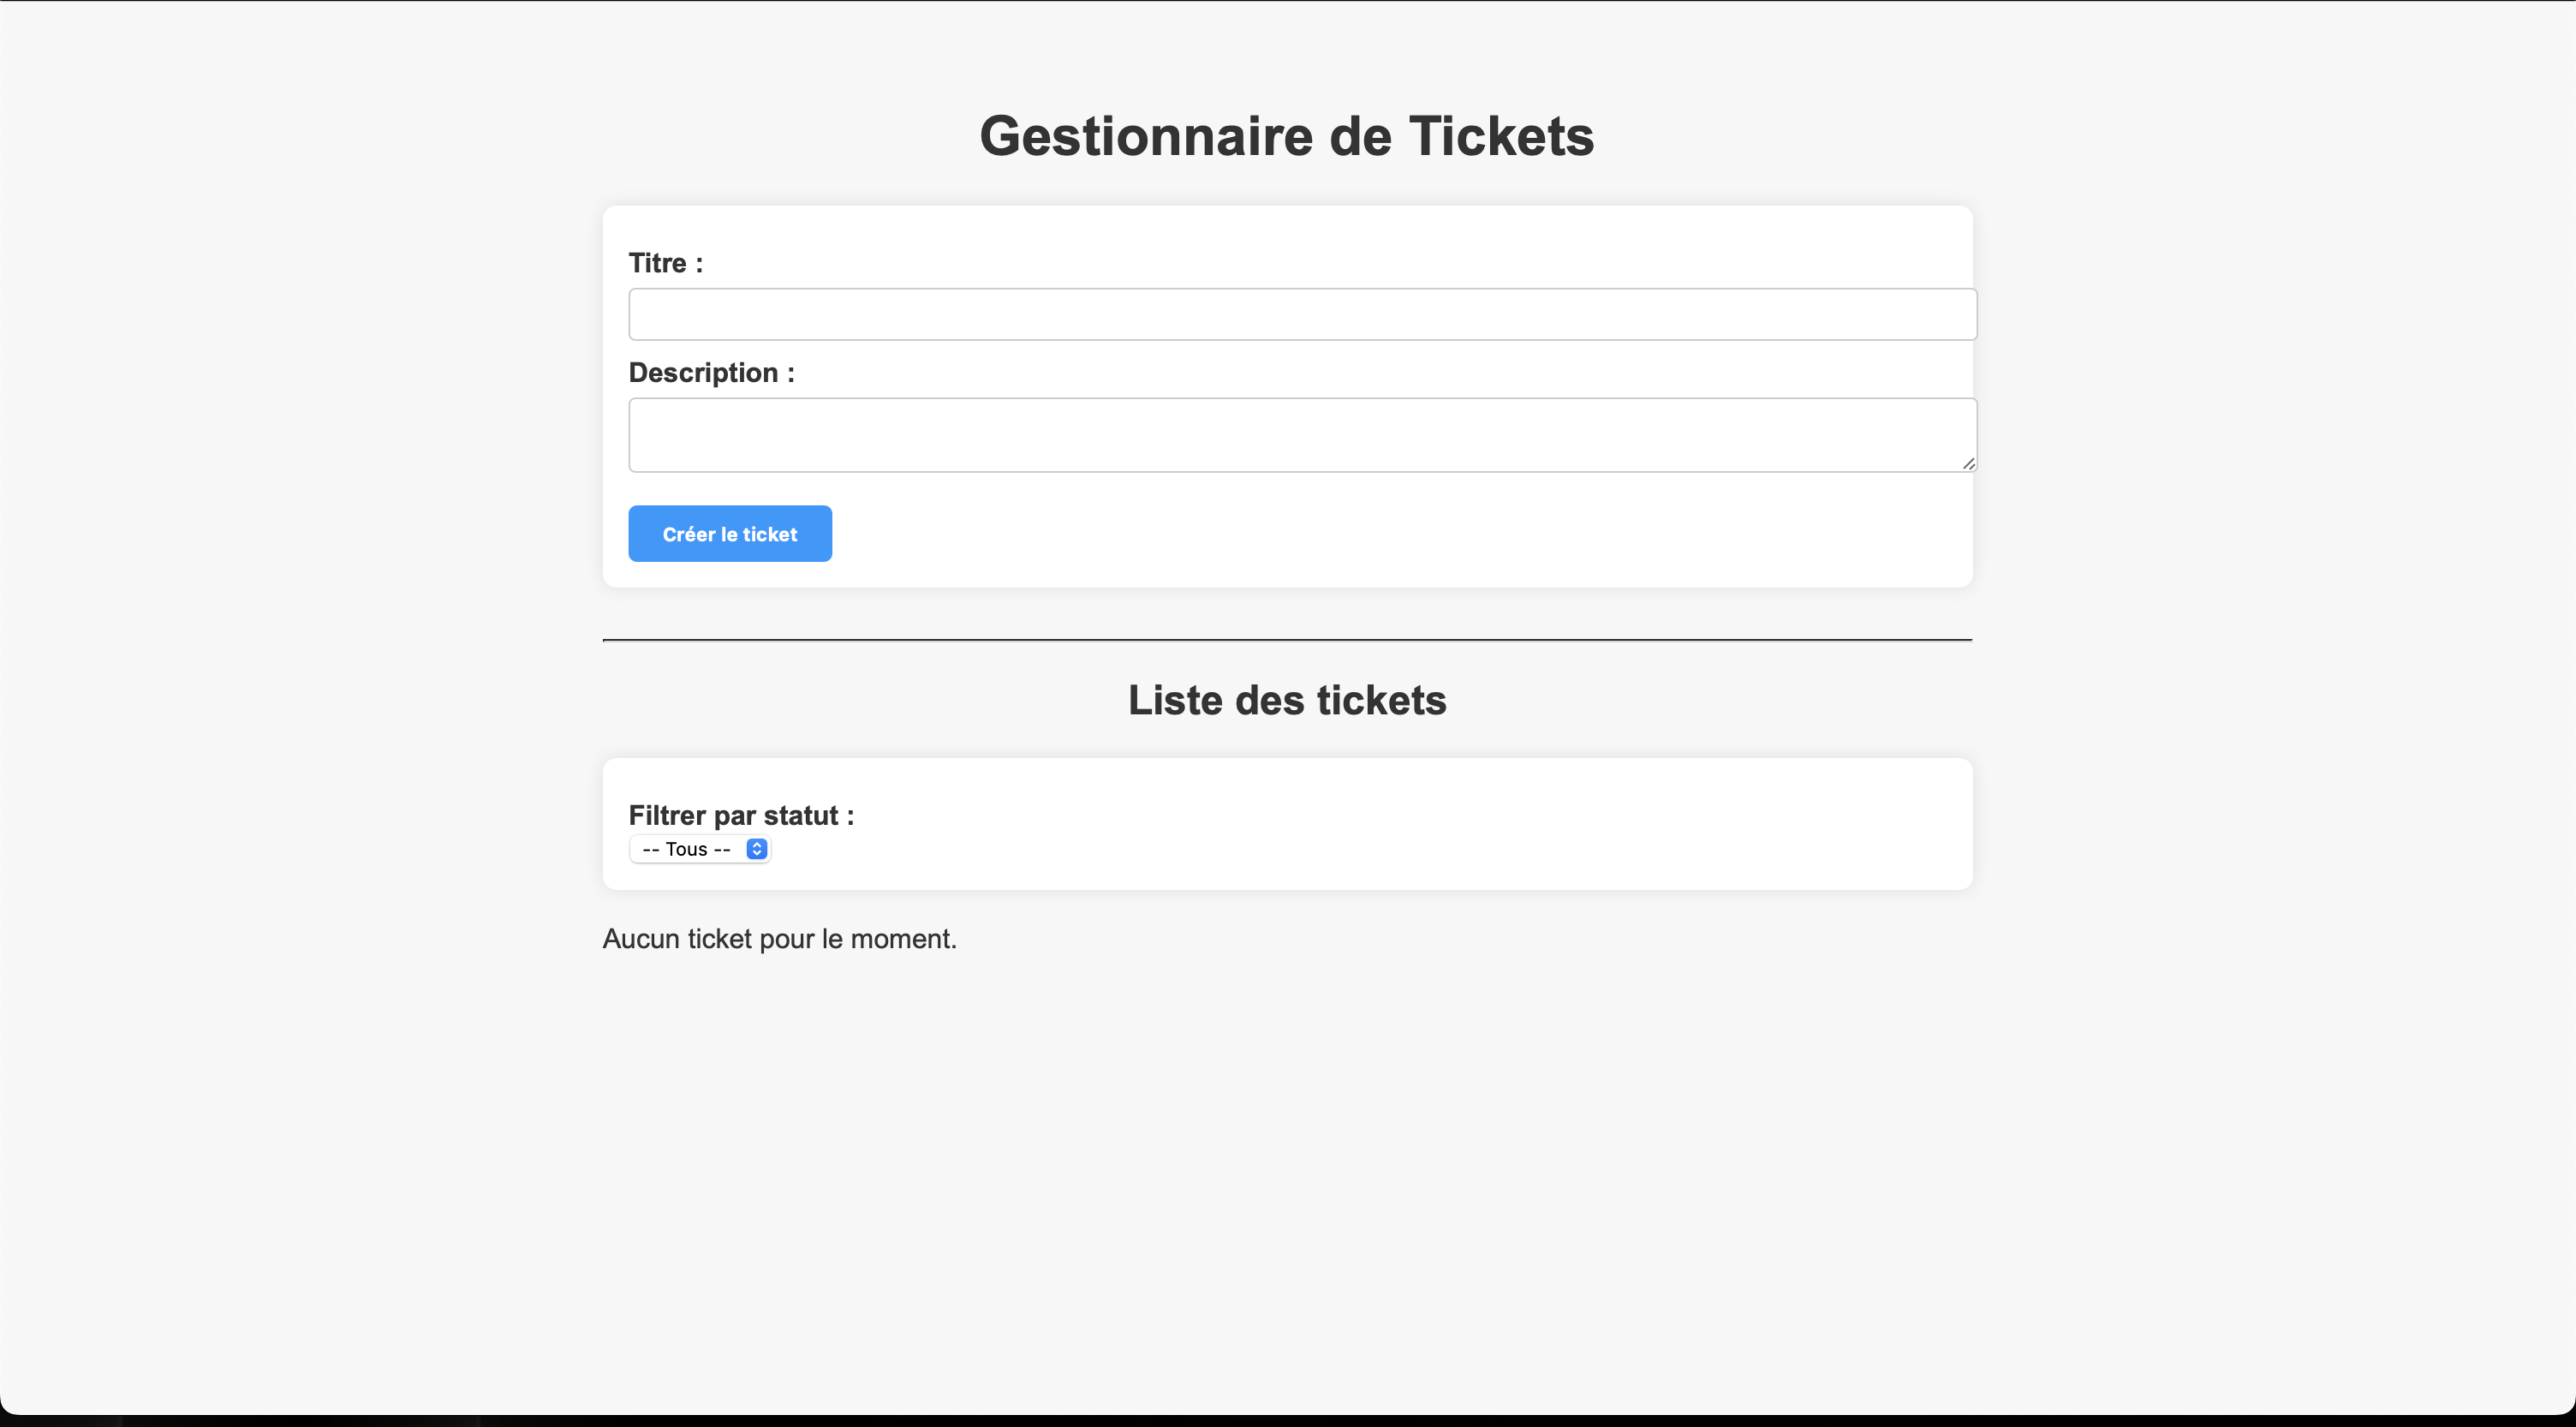 Gestionnaire de Tickets
Titre :
Description :
Créer le ticket
Liste des tickets
Filtrer par statut :
-- Tous --
Aucun ticket pour le moment.